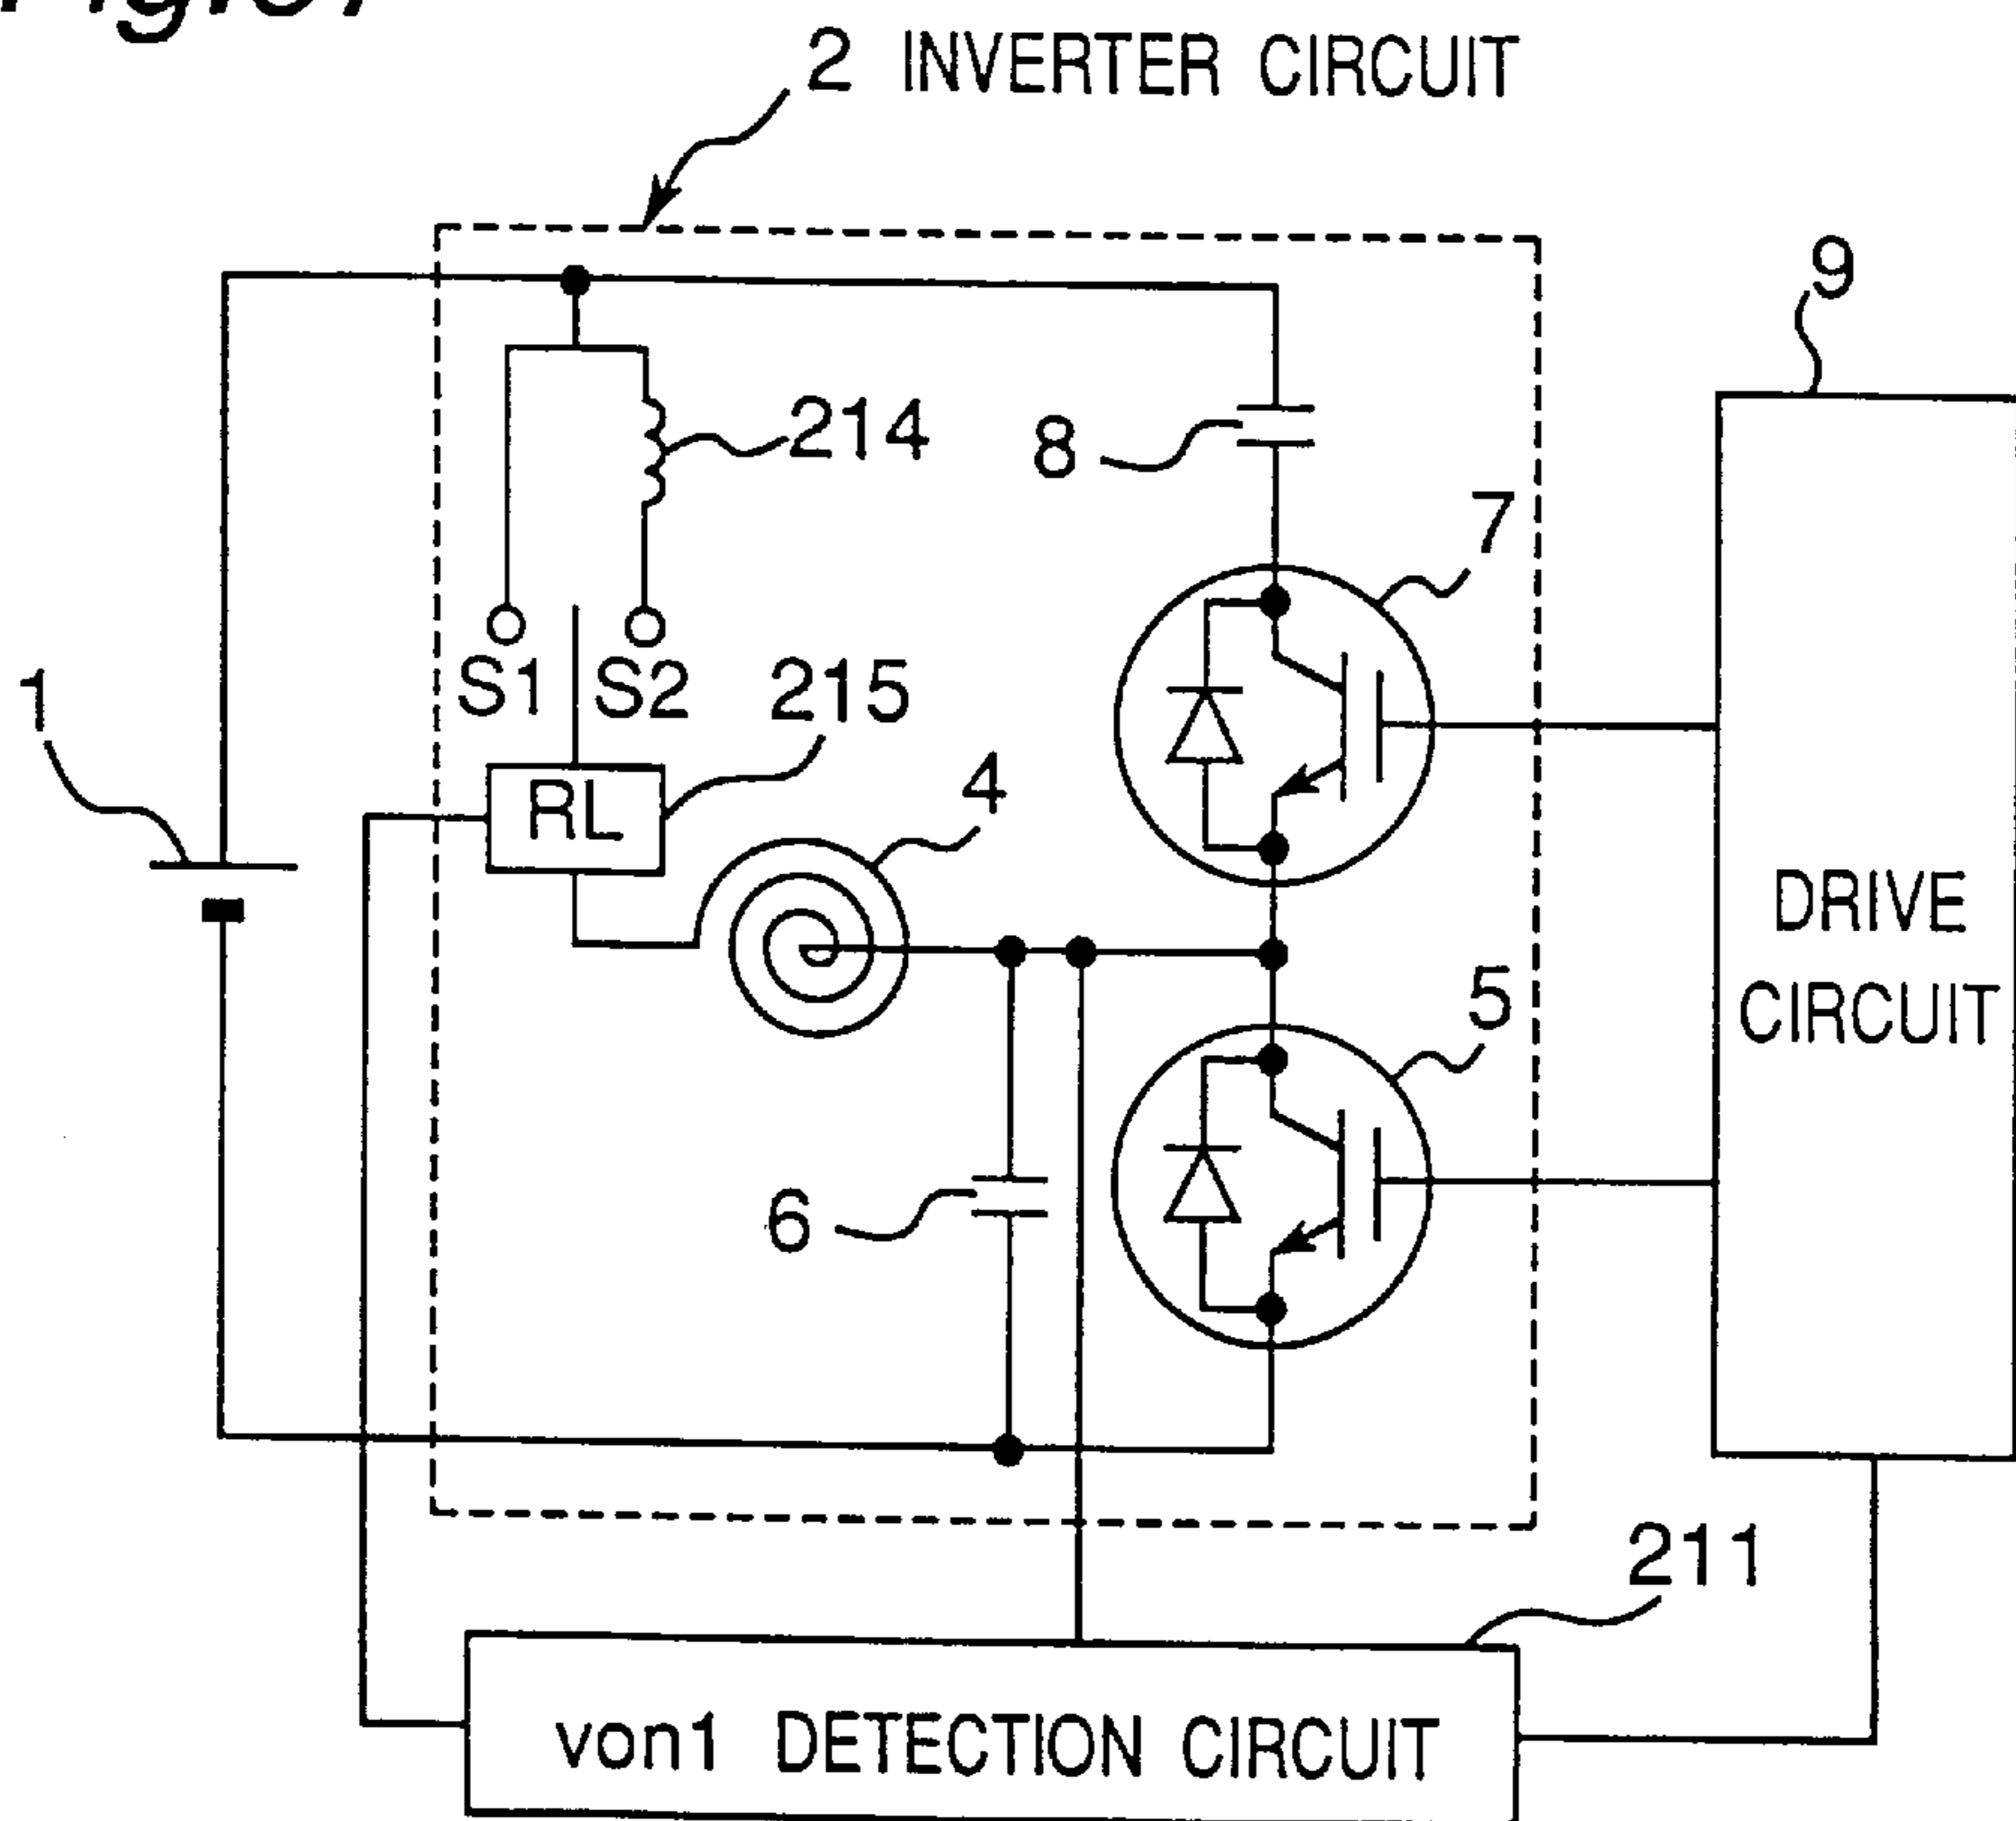 2 INVERTER CIRCUIT
9
214
8
7
S1 S2
215
1
RL
4
DRIVE
CIRCUIT
5
6
211
von1 DETECTION CIRCUIT